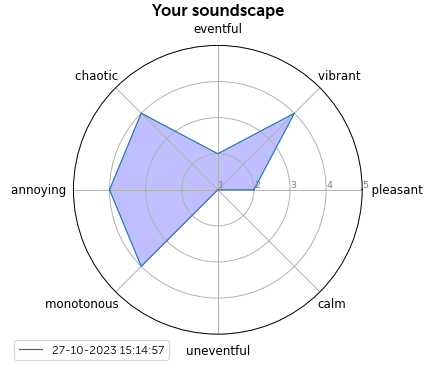 Your soundscape
eventful
chaotic
vibrant
annoying
1 2 3 4 5
pleasant
monotonous
calm
uneventful
27-10-2023 15:14:57